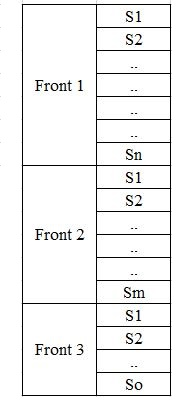 S1
S2
..
..
Front 1
..
..
Sn
S1
S2
..
Front 2
..
..
Sm
S1
S2
Front 3
..
So